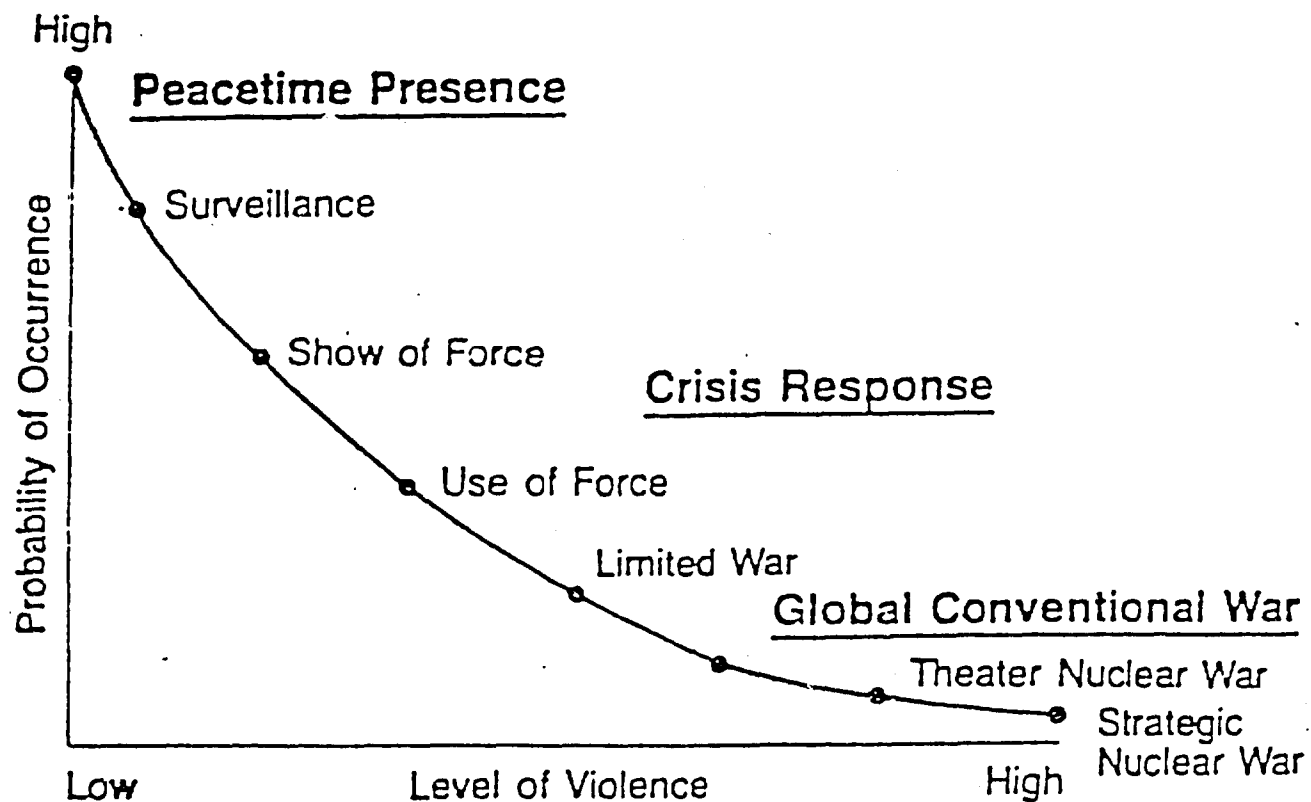 High
Peacetime Presence
Surveillance
Show of Force
Crisis Response
Use of Force
Limited War
Global Conventional War
Theater Nuclear War
Strategic
Nuclear War
Probability of Occurrence
Low
Level of Violence
High